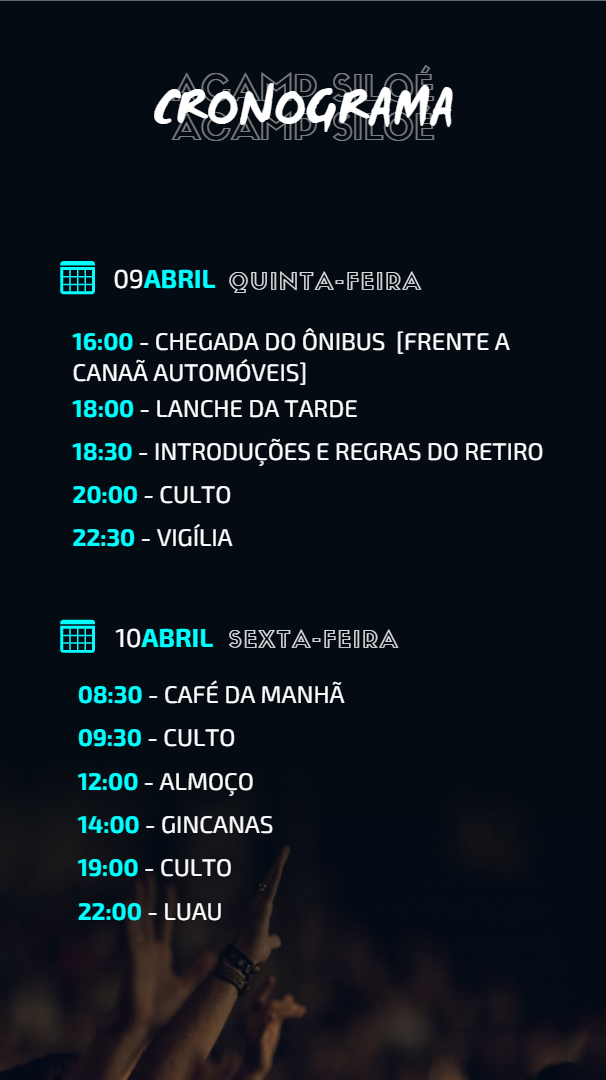 ACAMP SILOÉ
CRONOGRAMA
ACAMP SILOÉ
09ABRIL QUINTA-FEIRA
16:00 - CHEGADA DO ÔNIBUS [FRENTE A
CANAÃ AUTOMÓVEIS]
18:00 - LANCHE DA TARDE
18:30 - INTRODUÇÕES E REGRAS DO RETIRO
20:00 - CULTO
22:30 - VIGÍLIA
10ABRIL SEXTA-FEIRA
08:30 - CAFÉ DA MANHÃ
09:30 - CULTO
12:00 - ALMOÇO
14:00 - GINCANAS
19:00 - CULTO
22:00 - LUAU